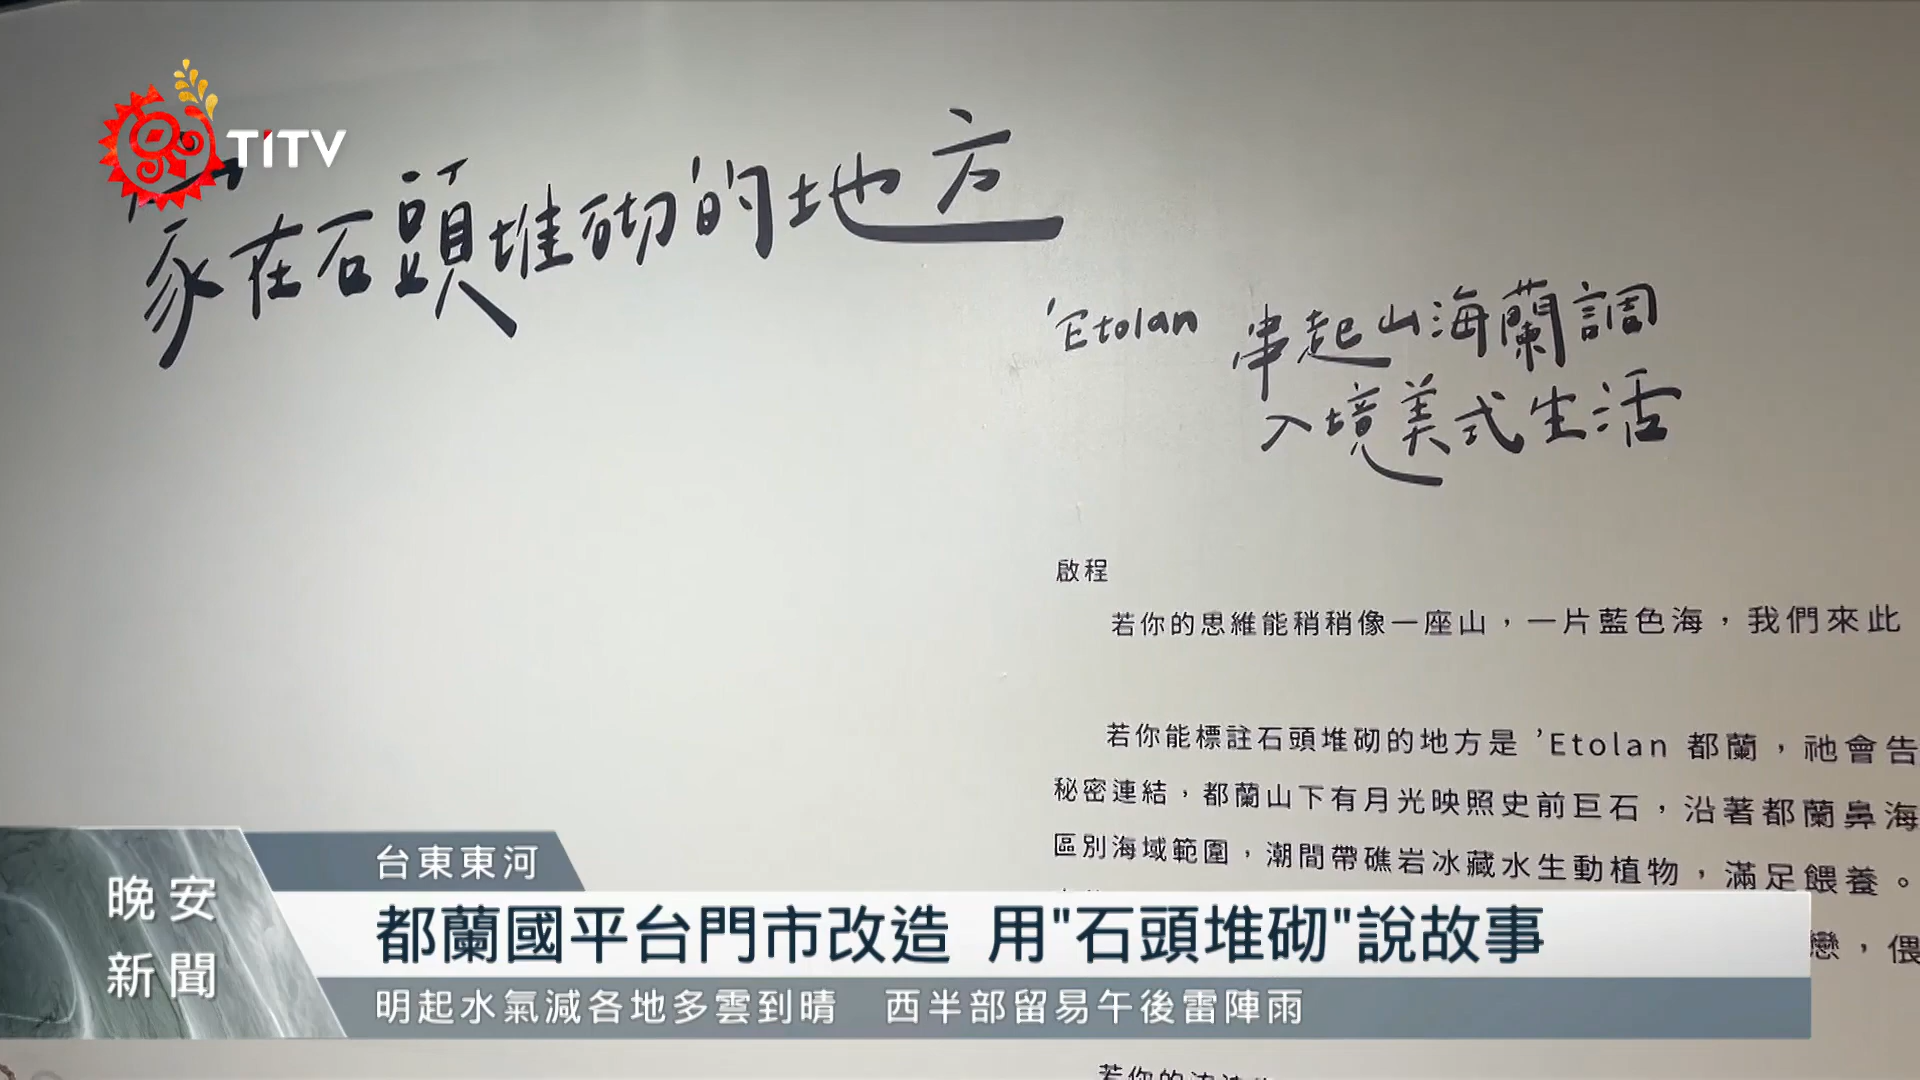 TiTV
家在石頭堆砌的地方
'Etolan 串起山海蘭調
入境美式生活
啟程
若你的思維能稍稍像一座山，一片藍色海，我們來此
若你能標註石頭堆砌的地方是 'Etolan 都蘭，祂會告
秘密連結，都蘭山下有月光映照史前巨石，沿著都蘭鼻海
區別海域範圍，潮間帶礁岩冰藏水生動植物，滿足餵養。
戀，偎
台東東河
晚安
新聞
都蘭國平台門市改造 用"石頭堆砌"說故事
明起水氣減各地多雲到晴 西半部留易午後雷陣雨
若你的